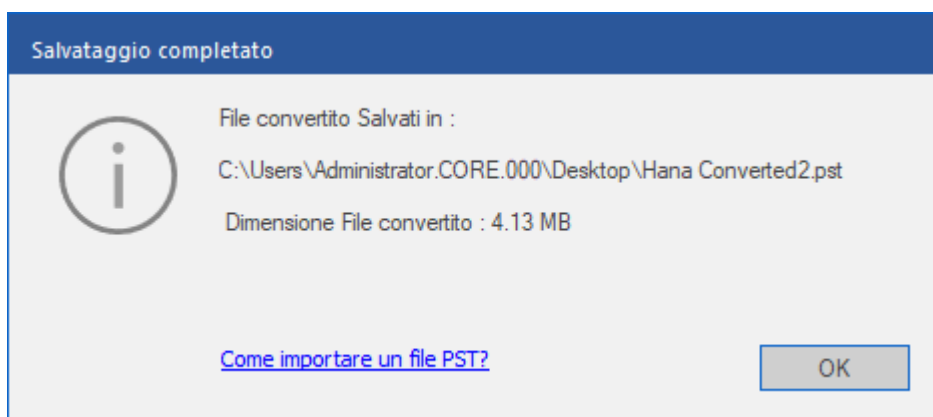 Salvataggio completato
File convertito Salvati in :
C:\Users\Administrator.CORE.000\Desktop\Hana Converted2.pst
Dimensione File convertito : 4.13 MB
Come importare un file PST?
OK